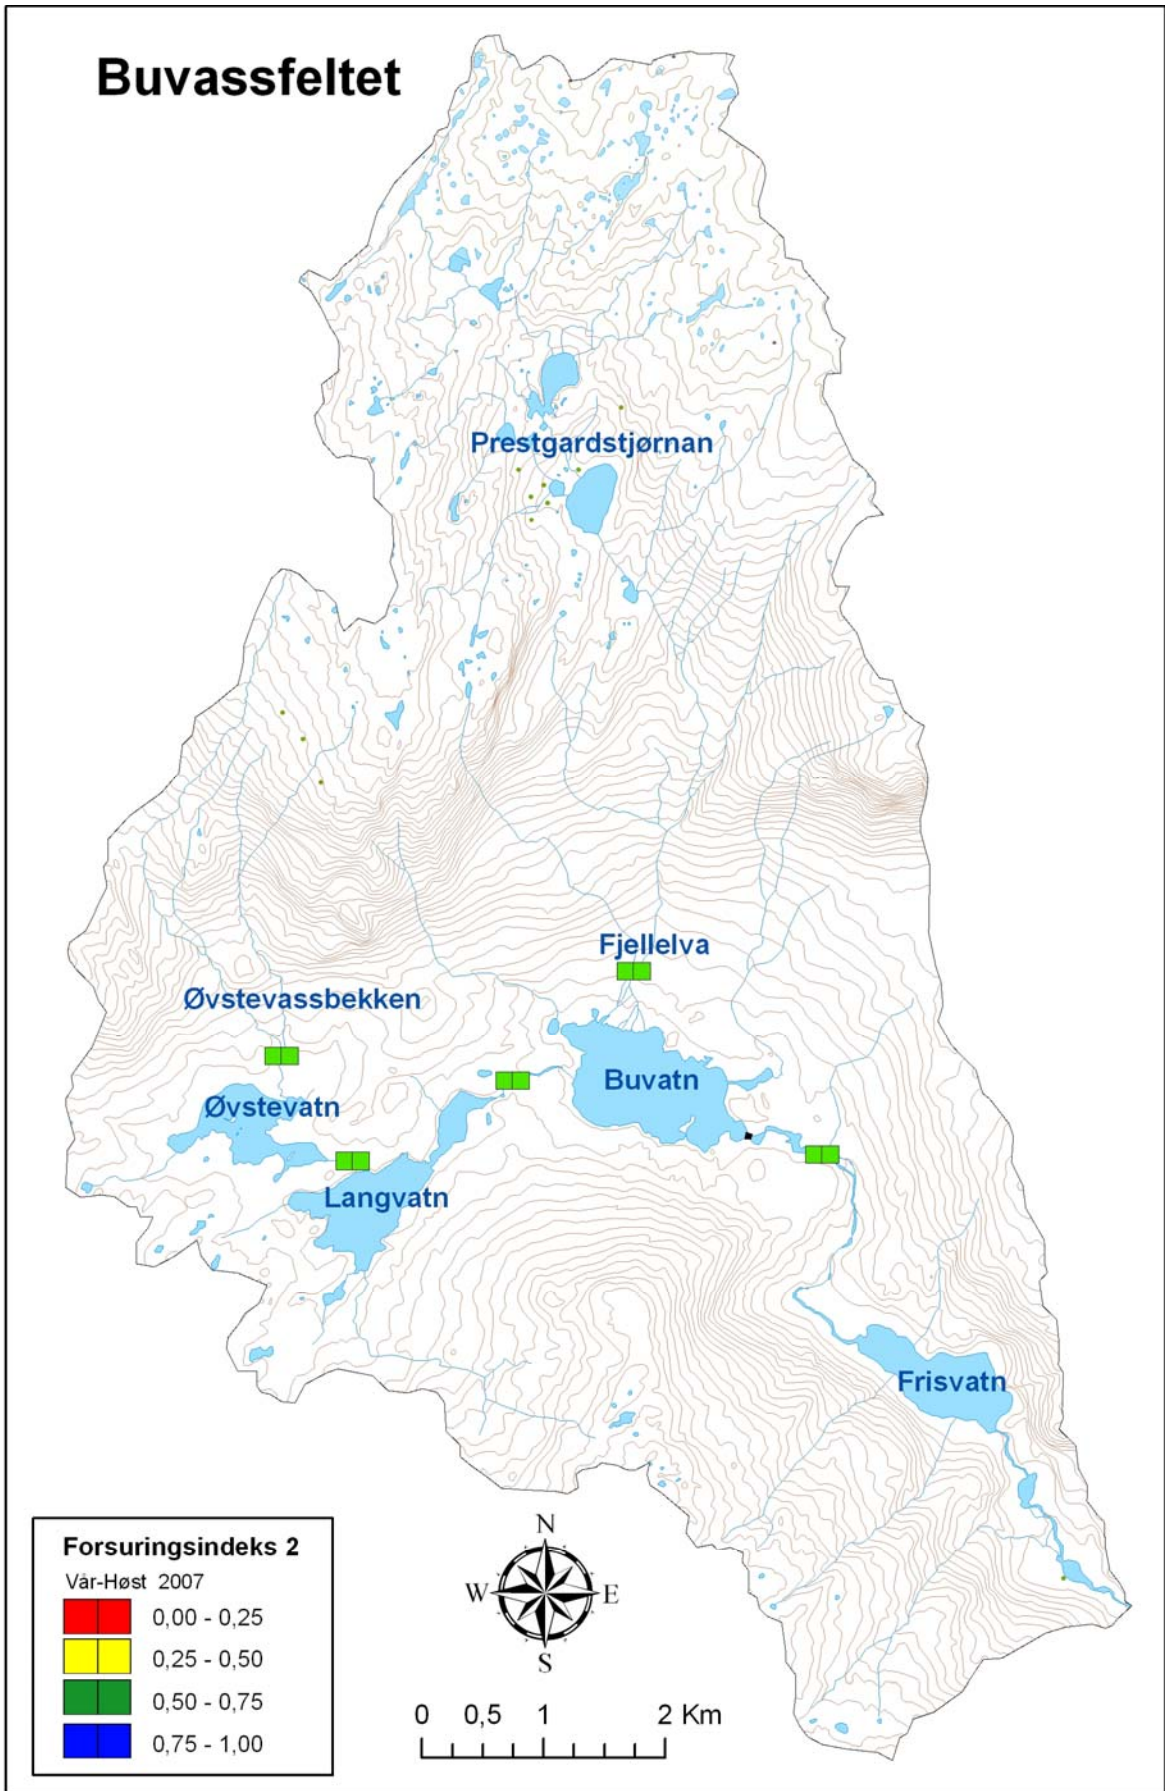 Buvassfeltet
Prestgardstjørnan
Fjellelva
Øvstevassbekken
Buvatn
Øvstevatn
Langvatn
Frisvatn
Forsuringsindeks 2
Vår-Høst 2007
0,00 - 0,25
0,25 - 0,50
0,50 - 0,75
0,75 - 1,00
N
W E
S
0 0,5 1 2 Km